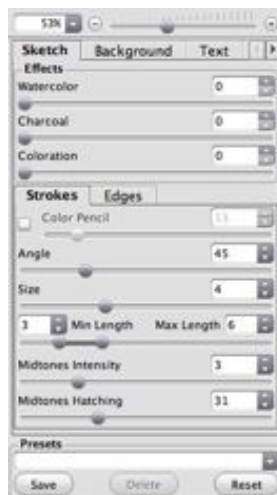 53%
Sketch Background Text
Effects
Watercolor 0
Charcoal 0
Coloration 0
Strokes Edges
Color Pencil 13
Angle 45
Size 4
3 Min Length Max Length 6
Midtones Intensity 3
Midtones Hatching 31
Presets
Save Delete Reset